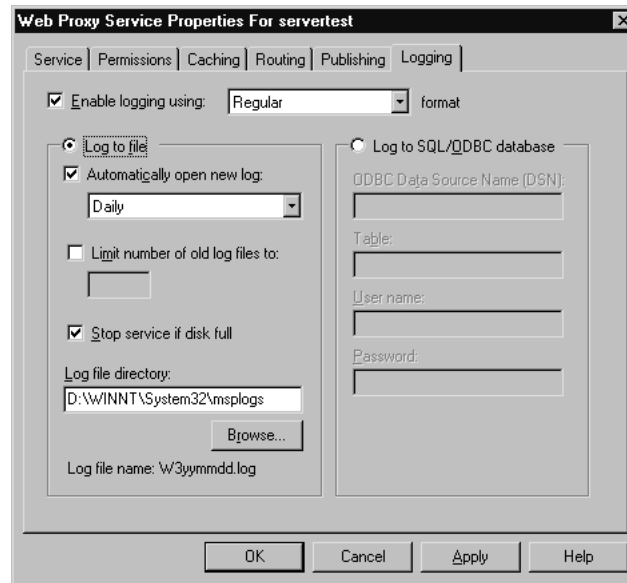 Web Proxy Service Properties For servertest
Service Permissions Caching Routing Publishing Logging
Enable logging using: Regular format
Log to file
Automatically open new log:
Daily
Limit number of old log files to:
Stop service if disk full
Log file directory:
D:\WINNT\System32\msplogs
Browse...
Log file name: W3yymmdd.log
Log to SQL/ODBC database
ODBC Data Source Name (DSN):
Table:
User name:
Password:
OK Cancel Apply Help